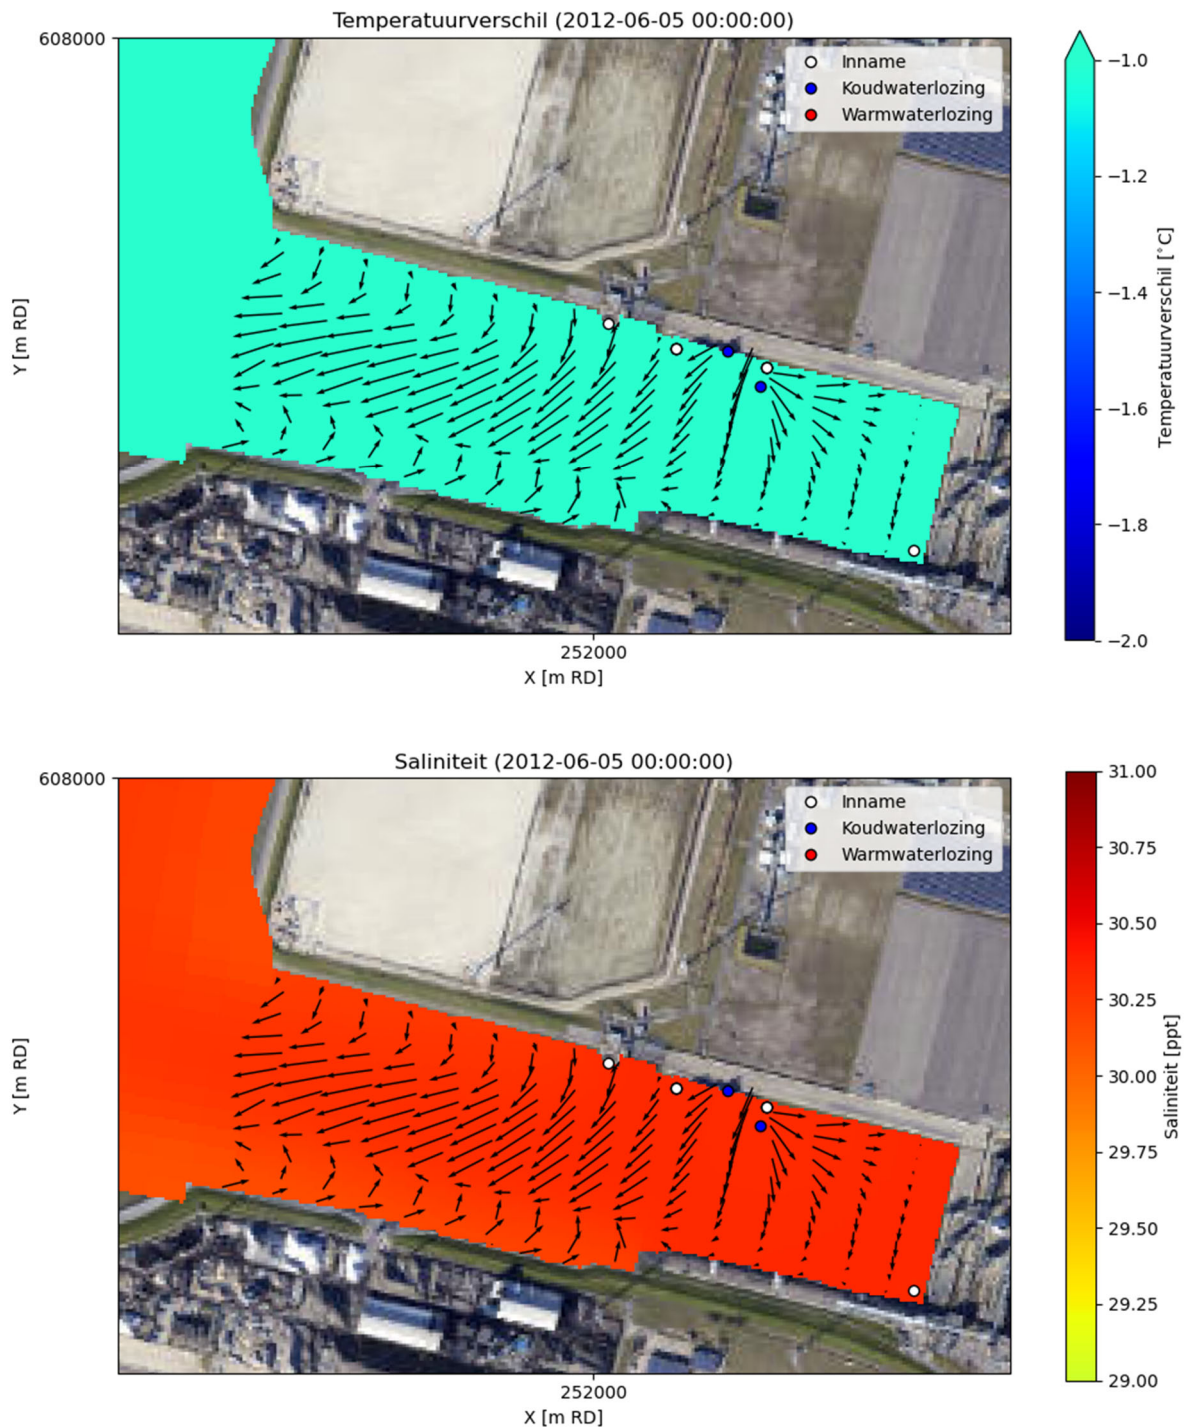 Temperatuurverschil (2012-06-05 00:00:00)
608000
Inname
Koudwaterlozing
Warmwaterlozing
Y [m RD]
252000
X [m RD]
−1.0
−1.2
−1.4
−1.6
−1.8
−2.0
Temperatuurverschil [°C]
Saliniteit (2012-06-05 00:00:00)
608000
Inname
Koudwaterlozing
Warmwaterlozing
Y [m RD]
252000
X [m RD]
31.00
30.75
30.50
30.25
30.00
29.75
29.50
29.25
29.00
Saliniteit [ppt]